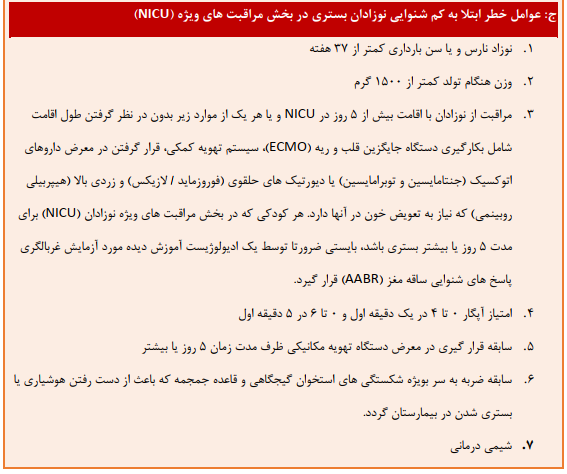 ج: عوامل خطر ابتلا به کم شنوایی نوزادان بستری در بخش مراقبت های ویژه (NICU)
۱. نوزاد نارس و یا سن بارداری کمتر از ۳۷ هفته
۲. وزن هنگام تولد کمتر از ۱۵۰۰ گرم
۳. مراقبت از نوزادان با اقامت بیش از ۵ روز در NICU و یا هر یک از موارد زیر بدون در نظر گرفتن طول اقامت
شامل بکارگیری دستگاه جایگزین قلب و ریه (ECMO)، سیستم تهویه کمکی، قرار گرفتن در معرض داروهای
اتوکسیک (جنتامایسین و توبرامایسین) یا دیورتیک های حلقوی (فوروزماید / لازیکس) و زردی بالا (هیپربیلی
روبینمی) که نیاز به تعویض خون در آنها دارد. هر کودکی که در بخش مراقبت های ویژه نوزادان (NICU) برای
مدت ۵ روز یا بیشتر بستری باشد، بایستی ضرورتا توسط یک ادیولوژیست آموزش دیده مورد آزمایش غربالگری
پاسخ های شنوایی ساقه مغز (AABR) قرار گیرد.
۴. امتیاز آپگار ۰ تا ۴ در یک دقیقه اول و ۰ تا ۶ در ۵ دقیقه اول
۵. سابقه قرار گیری در معرض دستگاه تهویه مکانیکی ظرف مدت زمان ۵ روز یا بیشتر
۶. سابقه ضربه به سر بویژه شکستگی های استخوان گیجگاهی و قاعده جمجمه که باعث از دست رفتن هوشیاری یا
بستری شدن در بیمارستان گردد.
۷. شیمی درمانی